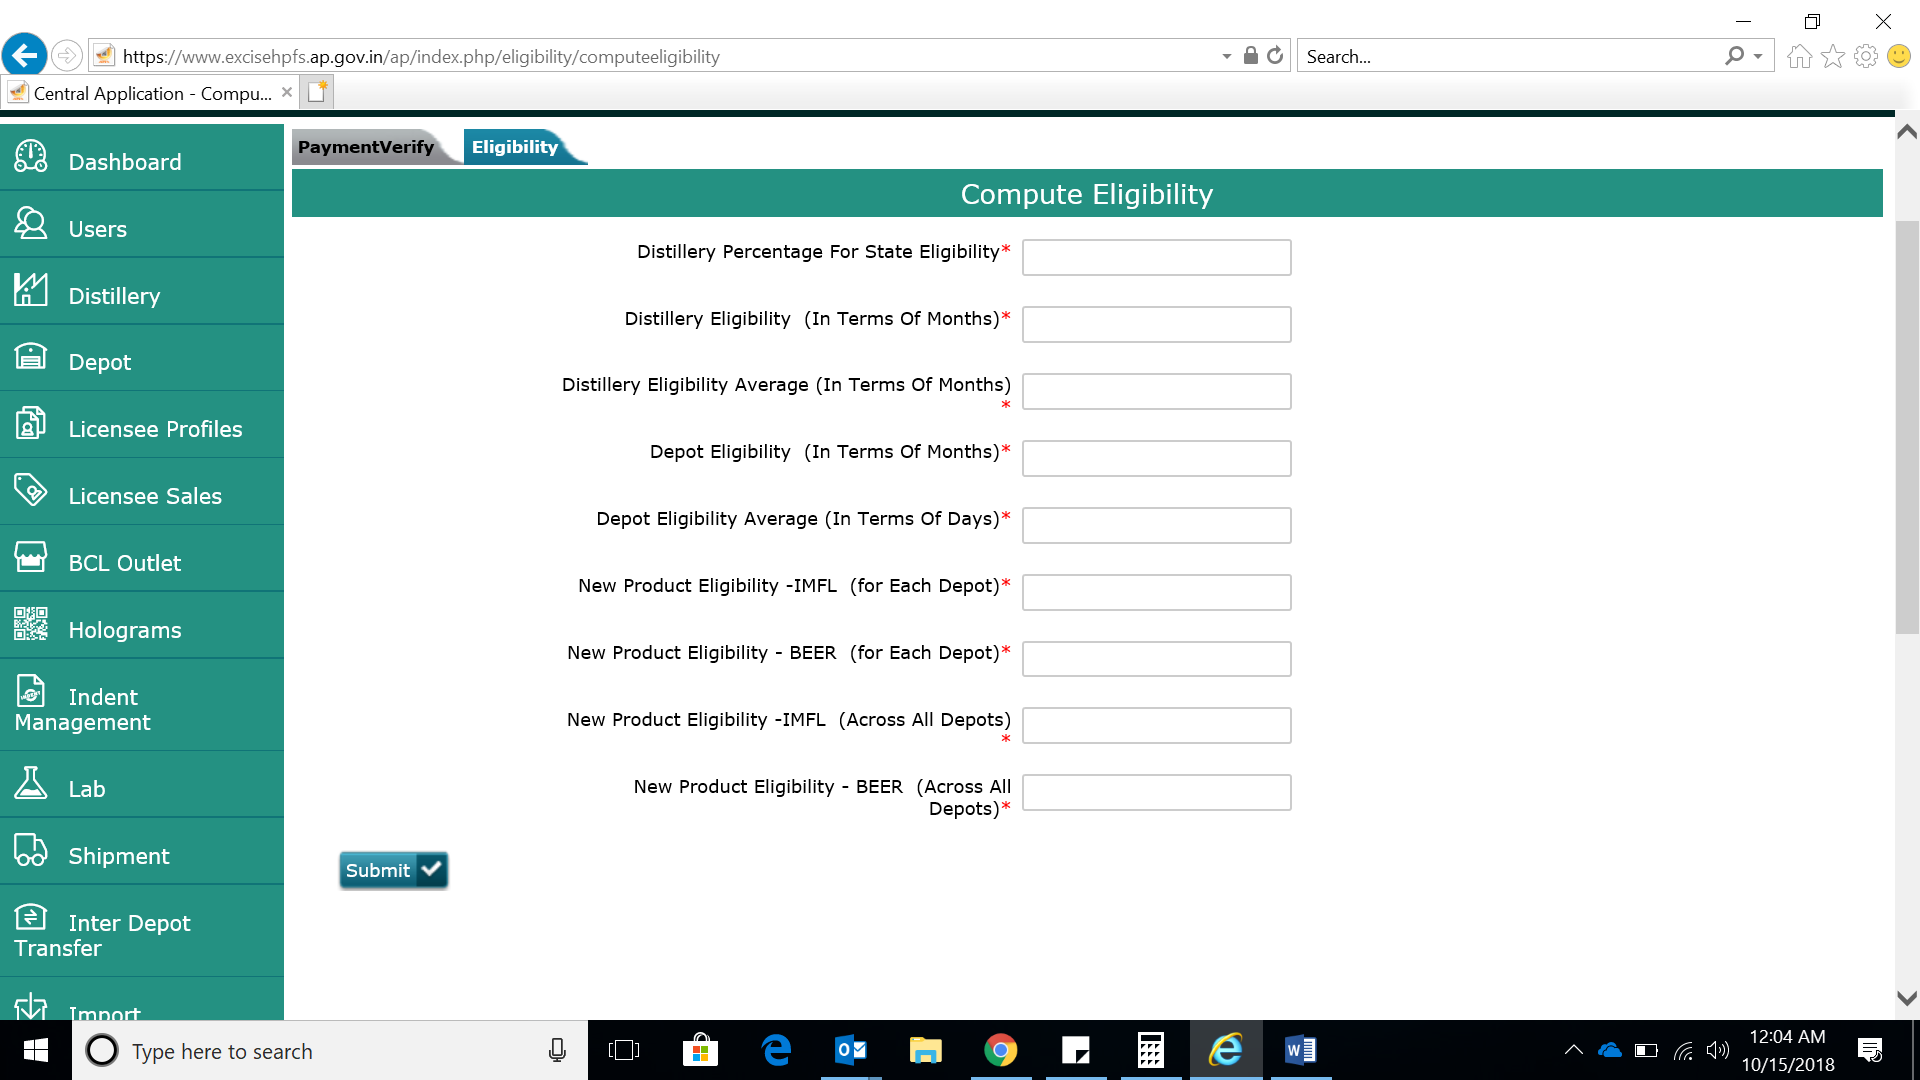 https://www.excisehpfs.ap.gov.in/ap/index.php/eligibility/computeeligibility
Search...
Central Application - Compu...
Dashboard
Users
Distillery
Depot
Licensee Profiles
Licensee Sales
BCL Outlet
Holograms
Indent
Management
Lab
Shipment
Inter Depot
Transfer
Import
PaymentVerify
Eligibility
Compute Eligibility
Distillery Percentage For State Eligibility*
Distillery Eligibility (In Terms Of Months)*
Distillery Eligibility Average (In Terms Of Months)
*
Depot Eligibility (In Terms Of Months)*
Depot Eligibility Average (In Terms Of Days)*
New Product Eligibility -IMFL (for Each Depot)*
New Product Eligibility - BEER (for Each Depot)*
New Product Eligibility -IMFL (Across All Depots)
*
New Product Eligibility - BEER (Across All
Depots)*
Submit
Type here to search
12:04 AM
10/15/2018